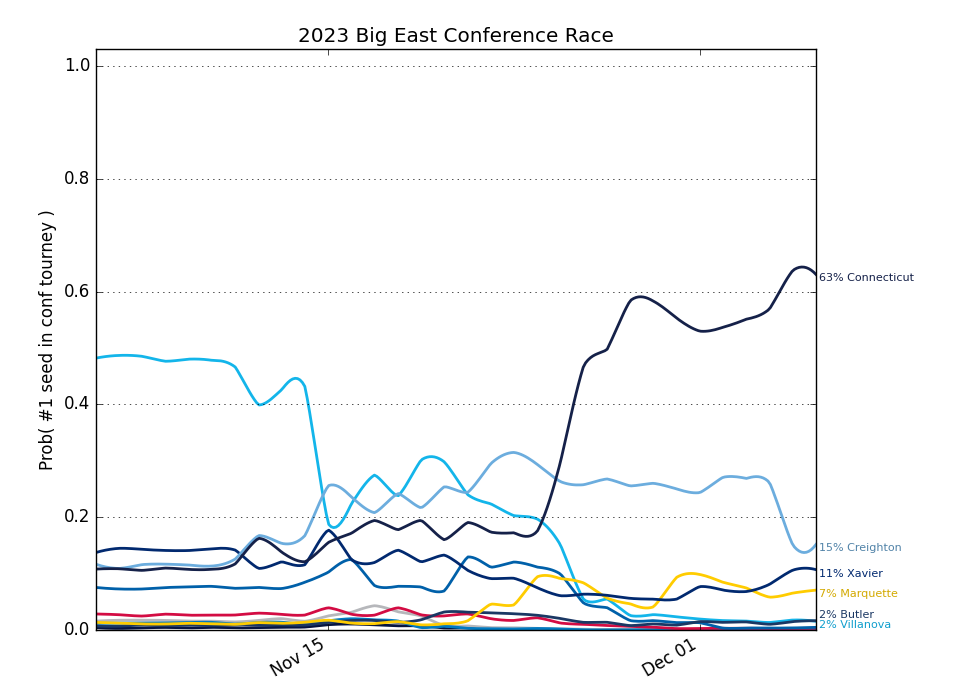 2023 Big East Conference Race
Prob( #1 seed in conf tourney )
1.0
0.8
0.6
0.4
0.2
0.0
Nov 15
Dec 01
63% Connecticut
15% Creighton
11% Xavier
7% Marquette
2% Butler
2% Villanova